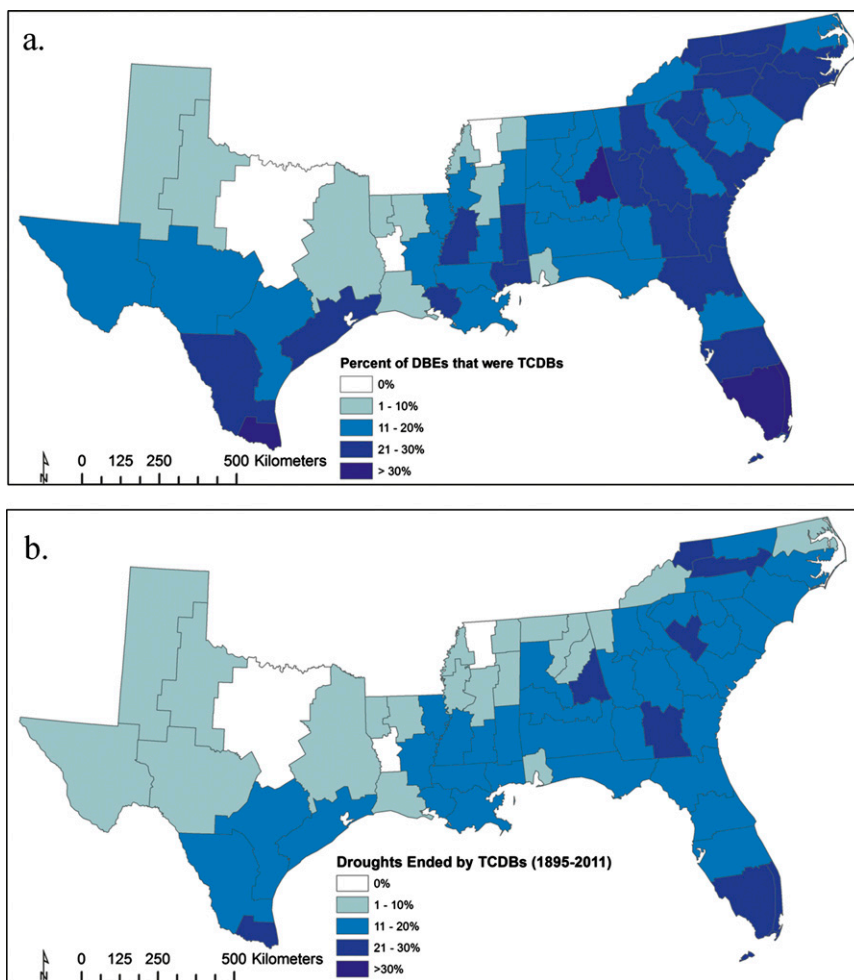 a.
Percent of DBEs that were TCDBs
0%
1 - 10%
11 - 20%
21 - 30%
> 30%
N
0 125 250 500 Kilometers
b.
Droughts Ended by TCDBs (1895-2011)
0%
1 - 10%
11 - 20%
21 - 30%
>30%
N
0 125 250 500 Kilometers